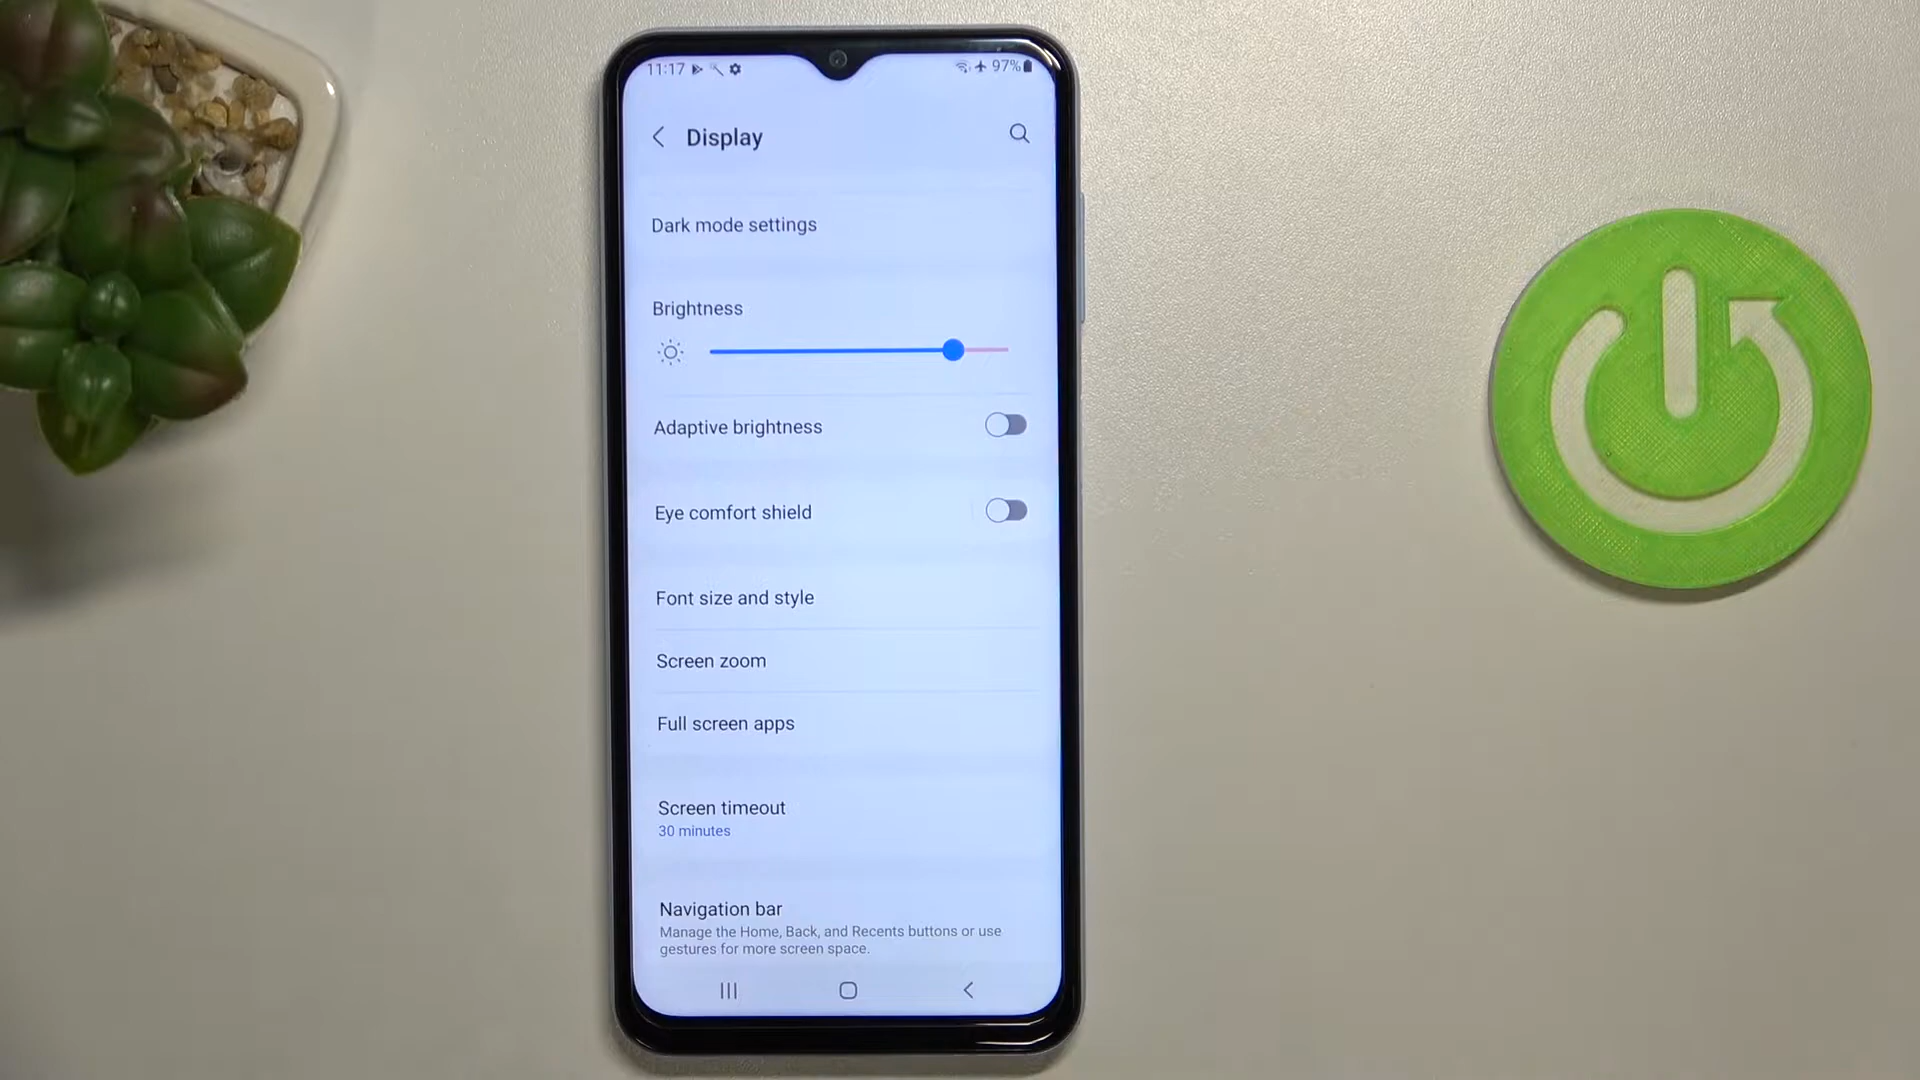 11:17
97%
Display
Dark mode settings
Brightness
Adaptive brightness
Eye comfort shield
Font size and style
Screen zoom
Full screen apps
Screen timeout
30 minutes
Navigation bar
Manage the Home, Back, and Recents buttons or use
gestures for more screen space.